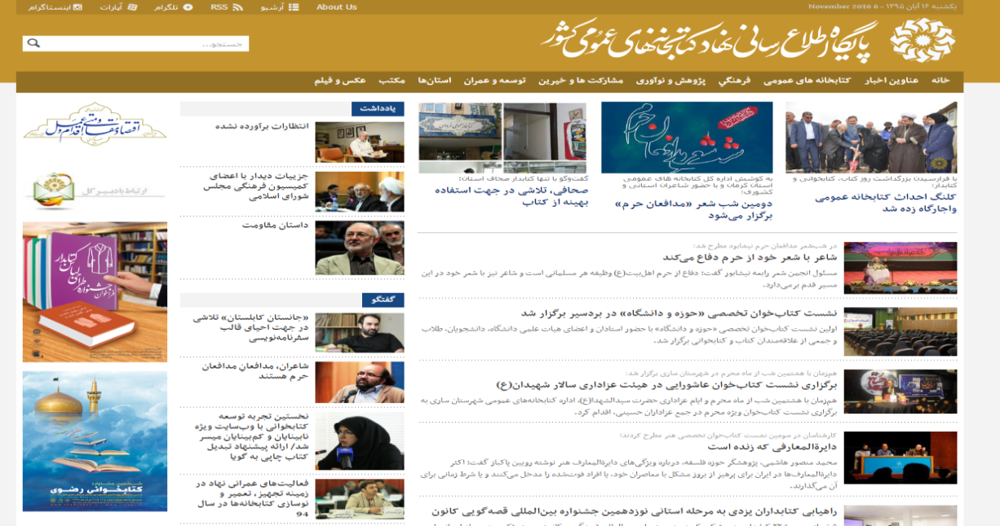 یکشنبه ۱۶ آبان ۱۳۹۵ - 6 November 2016
About Us
آرشیو
RSS
تلگرام
آپارات
اینستاگرام
پایگاه اطلاع رسانی نهاد کتابخانه‌های عمومی کشور
جستجو...
خانه
عناوین اخبار
کتابخانه های عمومی
فرهنگي
پژوهش و نوآوری
مشارکت ها و خیرین
توسعه و عمران
استان‌ها
مکتب
عکس و فیلم
با فرارسیدن بزرگداشت روز کتاب، کتابخوانی و
کتابدار؛
کلنگ احداث کتابخانه عمومی
واجارگاه زده شد
به کوشش اداره کل کتابخانه های عمومی
استان کرمان و با حضور شاعران استانی و
کشوری؛
دومین شب شعر «مدافعان حرم»
برگزار می‌شود
گفت‌وگو با تنها کتابدار صحاف استان؛
صحافی، تلاشی در جهت استفاده
بهینه از کتاب
در شب‌شعر مدافعان حرم نیشابود مطرح شد؛
شاعر با شعر خود از حرم دفاع می‌کند
مسئول انجمن شعر رابعه نیشابور گفت: دفاع از حرم اهل‌بیت(ع) وظیفه هر مسلمانی است و شاعر نیز با شعر خود در این
مسیر قدم برمی‌دارد.
نشست کتاب‌خوان تخصصی «حوزه و دانشگاه» در بردسیر برگزار شد
اولین نشست کتاب‌خوان تخصصی «حوزه و دانشگاه» با حضور استادان و اعضای هیات علمی دانشگاه، دانشجویان، طلاب
و جمعی از علاقه‌مندان کتاب و کتابخوانی برگزار شد.
همزمان با هشتمین شب از ماه محرم در شهرستان ساری برگزار شد؛
برگزاری نشست کتاب‌خوان عاشورایی در هیئت عزاداری سالار شهیدان(ع)
هم‌زمان با هشتمین شب از ماه محرم و ایام عزاداری حضرت سیدالشهدا(ع)، اداره کتابخانه‌های عمومی شهرستان ساری به
برگزاری نشست کتاب‌خوان ویژه محرم در جمع عزاداران حسینی، اقدام کرد.
کارشناسان در سومین نشست کتاب‌خوان تخصصی هنر مطرح کردند؛
دایرةالمعارفی که زنده است
محمد منصور هاشمی، پژوهشگر حوزه فلسفه، درباره ویژگی‌های دایرةالمعارف هنر نوشته رویین پاکباز گفت: اکثر
دایرةالمعارف‌ها در ایران برای پرهیز از بروز مشکل با معاصران خود، یا افراد فوت‌شده را مدخل می‌کنند و یا شرط زمانی برای
آن می‌گذارند.
راهیابی کتابداران یزدی به مرحله استانی نوزدهمین جشنواره بین‌المللی قصه‌گویی کانون
یادداشت
انتظارات برآورده نشده
جزییات دیدار با اعضای
کمیسیون فرهنگی مجلس
شورای اسلامی
داستان مقاومت
گفتگو
«جانستان کابلستان» تلاشی
در جهت احیای قالب
سفرنامه‌نویسی
شاعران، مدافعانِ مدافعان
حرم هستند
نخستین تجربه توسعه
کتابخوانی با وب‌سایت ویژه
نابینایان و کم‌بینایان میسر
شد/ ارائه پیشنهاد تبدیل
کتاب چاپی به گویا
فعالیت‌های عمرانی نهاد در
زمینه تجهیز، تعمیر و
نوسازی کتابخانه‌ها در سال
94
اقتصاد مقاومتی اقدام و عمل
ارتباط با دبیر کل
فراخوان
جشنواره طراحی لباس
کتابدار
ششمین جشنواره
کتابخوانی رضوی